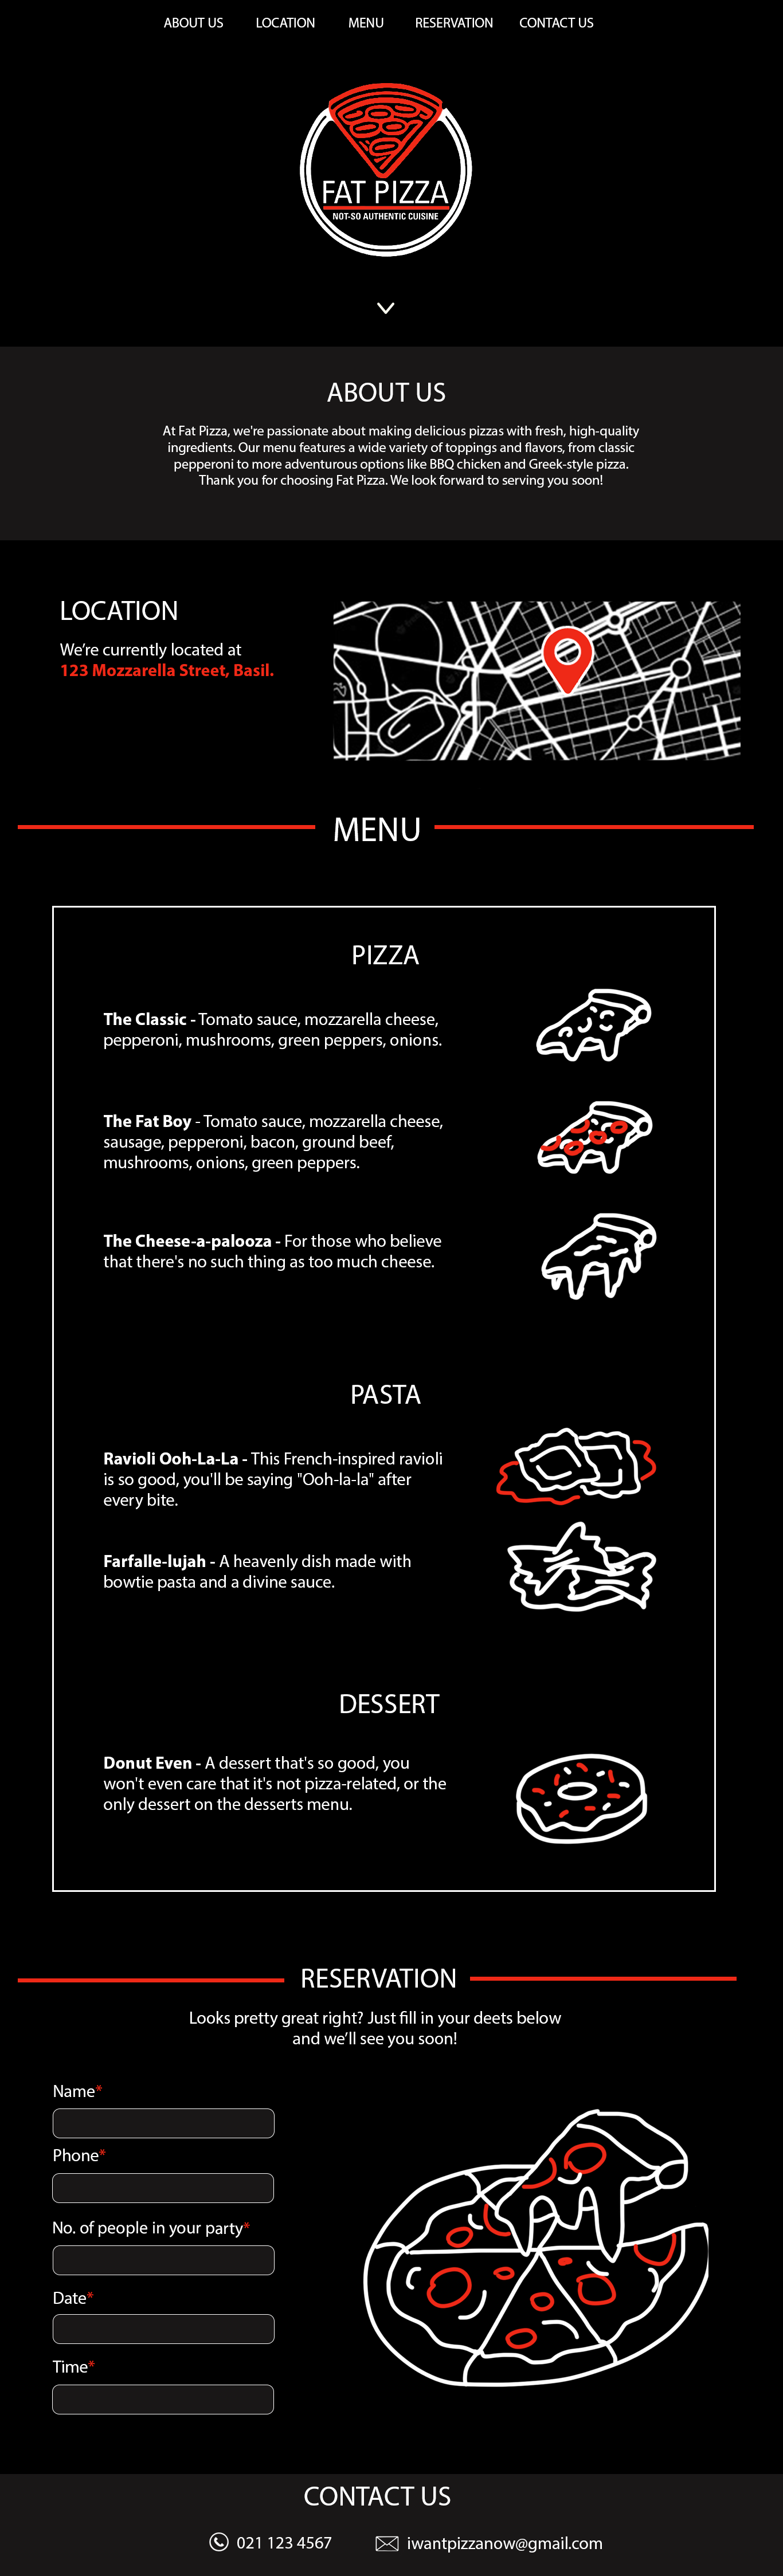 ABOUT US LOCATION MENU RESERVATION CONTACT US
FAT PIZZA
NOT-SO AUTHENTIC CUISINE
ABOUT US
At Fat Pizza, we're passionate about making delicious pizzas with fresh, high-quality
ingredients. Our menu features a wide variety of toppings and flavors, from classic
pepperoni to more adventurous options like BBQ chicken and Greek-style pizza.
Thank you for choosing Fat Pizza. We look forward to serving you soon!
LOCATION
We’re currently located at
123 Mozzarella Street, Basil.
MENU
PIZZA
The Classic - Tomato sauce, mozzarella cheese,
pepperoni, mushrooms, green peppers, onions.
The Fat Boy - Tomato sauce, mozzarella cheese,
sausage, pepperoni, bacon, ground beef,
mushrooms, onions, green peppers.
The Cheese-a-palooza - For those who believe
that there's no such thing as too much cheese.
PASTA
Ravioli Ooh-La-La - This French-inspired ravioli
is so good, you'll be saying "Ooh-la-la" after
every bite.
Farfalle-lujah - A heavenly dish made with
bowtie pasta and a divine sauce.
DESSERT
Donut Even - A dessert that's so good, you
won't even care that it's not pizza-related, or the
only dessert on the desserts menu.
RESERVATION
Looks pretty great right? Just fill in your deets below
and we’ll see you soon!
Name*
Phone*
No. of people in your party*
Date*
Time*
CONTACT US
021 123 4567 iwantpizzanow@gmail.com